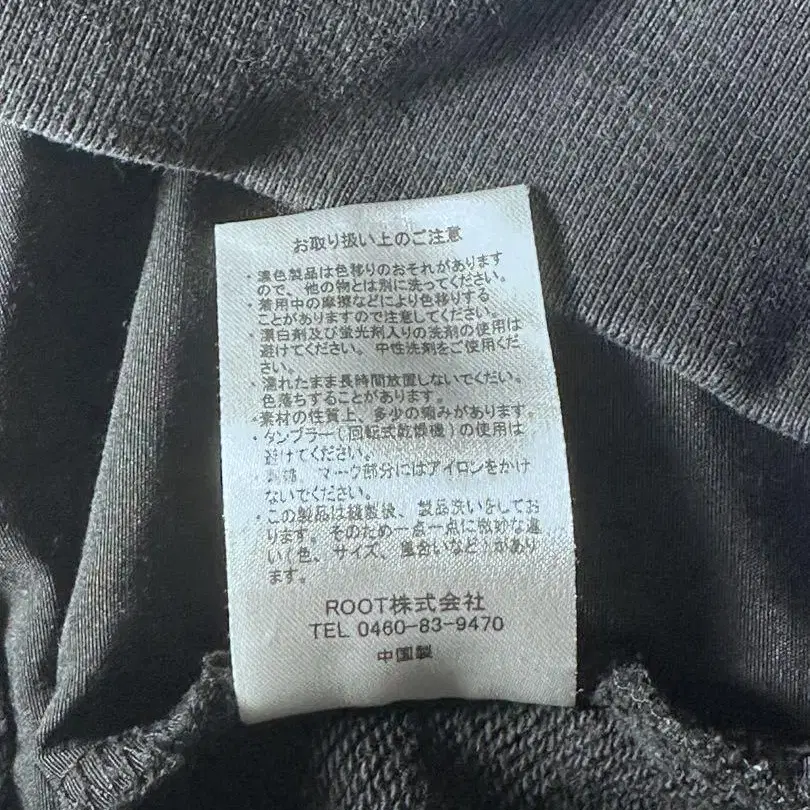 お取り扱い上のご注意
・濃色製品は色移りのおそれがあります
ので、他の物とは別に洗ってください。
・着用中の摩擦などにより色移りする
ことがありますので注意してください。
・漂白剤及び蛍光剤入りの洗剤の使用は
避けてください。中性洗剤をご使用くだ
さい。
・濡れたまま長時間放置しないでくだい。
色落ちすることがあります。
・素材の性質上、多少の縮みがあります。
・タンブラー(回転式乾燥機)の使用は
避けてください。
・刺繍、マーク部分にはアイロンをかけ
ないでください。
・この製品は縫製後、製品洗いをしてお
ります。そのため一点一点に微妙な違
い(色、サイズ、風合いなど)があり
ます。
ROOT株式会社
TEL 0460-83-9470
中国製